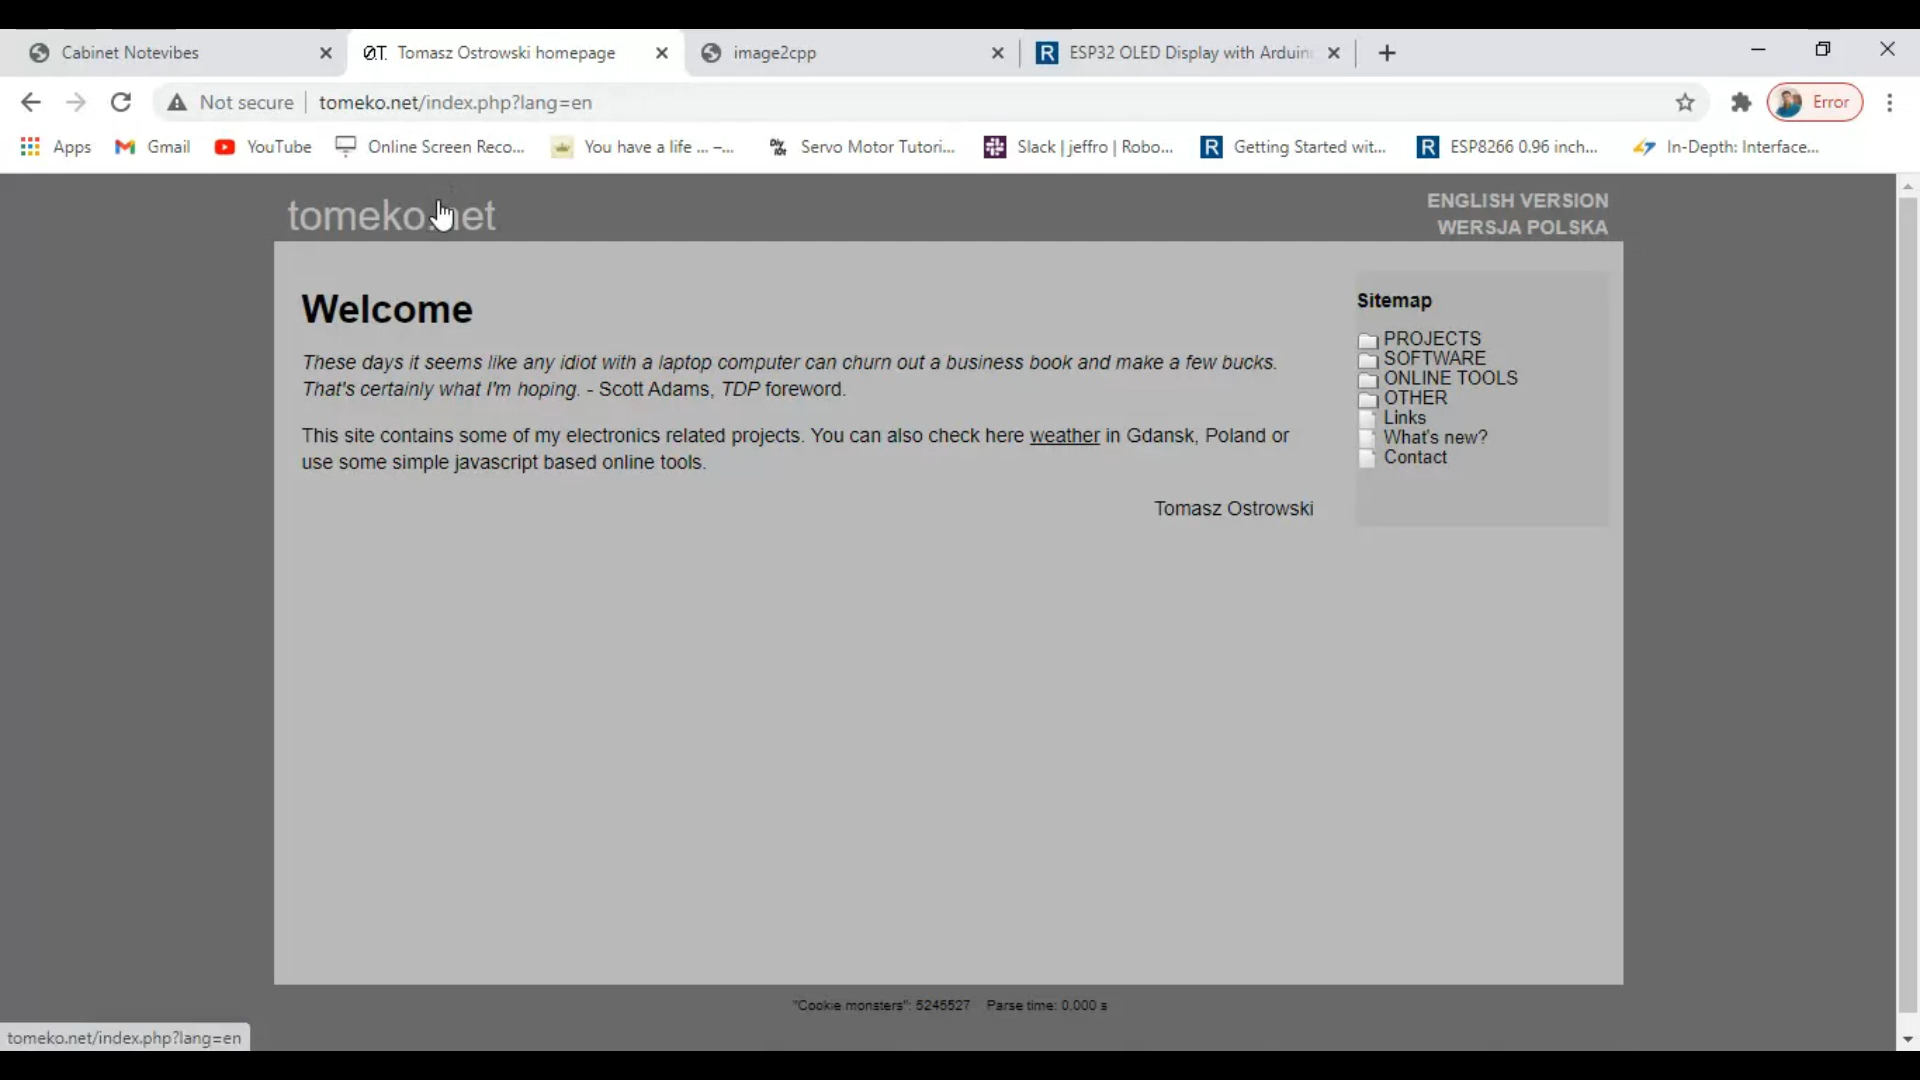 Cabinet Notevibes
ØT. Tomasz Ostrowski homepage
image2cpp
R ESP32 OLED Display with Arduin
Not secure tomeko.net/index.php?lang=en
Error
Apps Gmail YouTube Online Screen Reco... You have a life ... –... Servo Motor Tutori... Slack | jeffro | Robo... R Getting Started wit... R ESP8266 0.96 inch... In-Depth: Interface...
tomeko.net
ENGLISH VERSION
WERSJA POLSKA
Welcome
These days it seems like any idiot with a laptop computer can churn out a business book and make a few bucks.
That's certainly what I'm hoping. - Scott Adams, TDP foreword.
This site contains some of my electronics related projects. You can also check here weather in Gdansk, Poland or
use some simple javascript based online tools.
Tomasz Ostrowski
Sitemap
PROJECTS
SOFTWARE
ONLINE TOOLS
OTHER
Links
What's new?
Contact
"Cookie monsters": 5245527 Parse time: 0.000 s
tomeko.net/index.php?lang=en